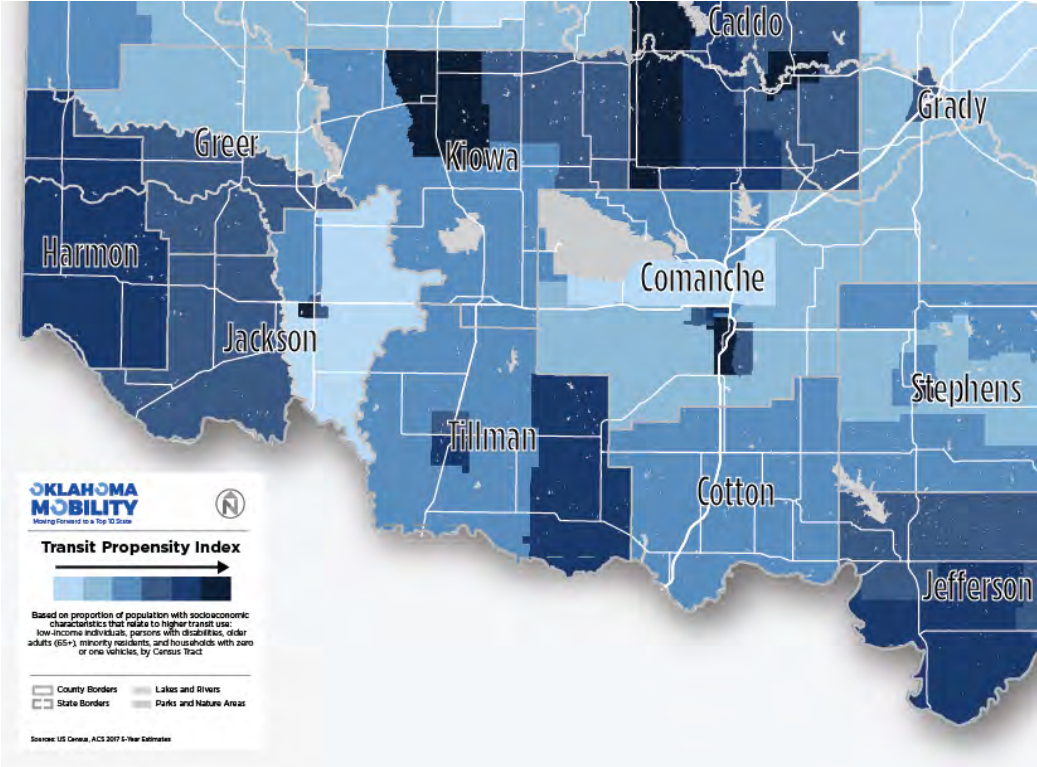 Caddo
Grady
Greer
Kiowa
Harmon
Comanche
Jackson
Stephens
Tillman
Cotton
Jefferson
OKLAHOMA
MOBILITY
Moving Forward to a Top 10 State
N
Transit Propensity Index
Based on proportion of population with socioeconomic
characteristics that relate to higher transit use:
low-income individuals, persons with disabilities, older
adults (65+), minority residents, and households with zero
or one vehicles, by Census Tract
County Borders
Lakes and Rivers
State Borders
Parks and Nature Areas
Sources: US Census, ACS 2017 5-Year Estimates